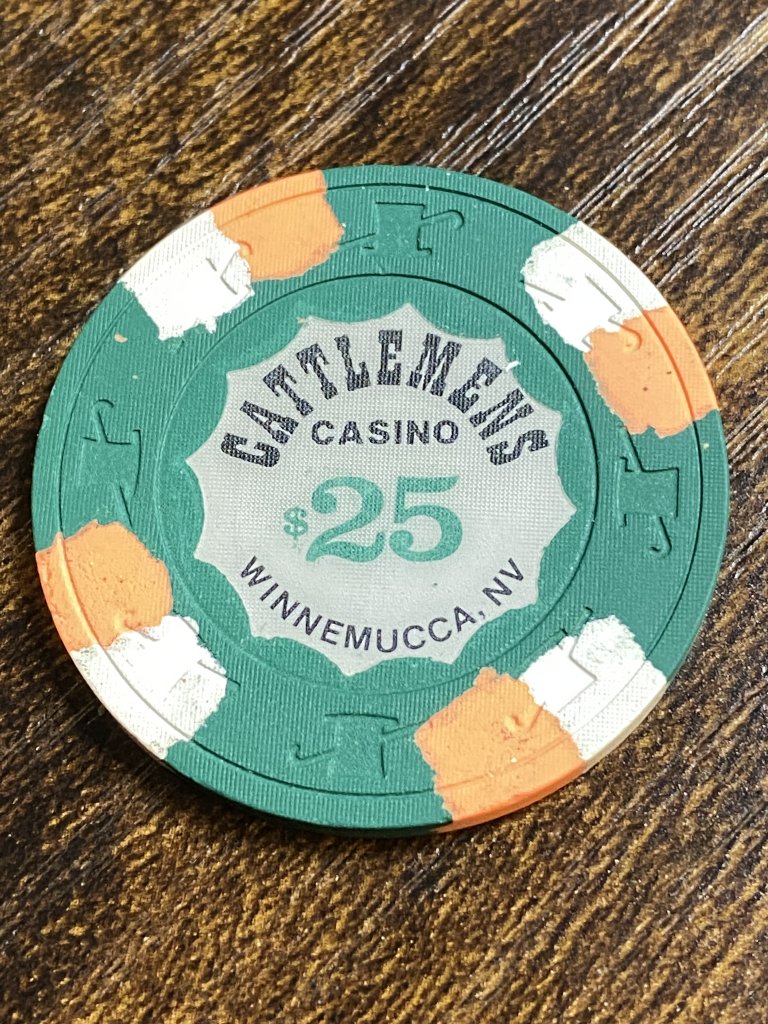 CATTLEMENS
CASINO
$25
WINNEMUCCA, NV